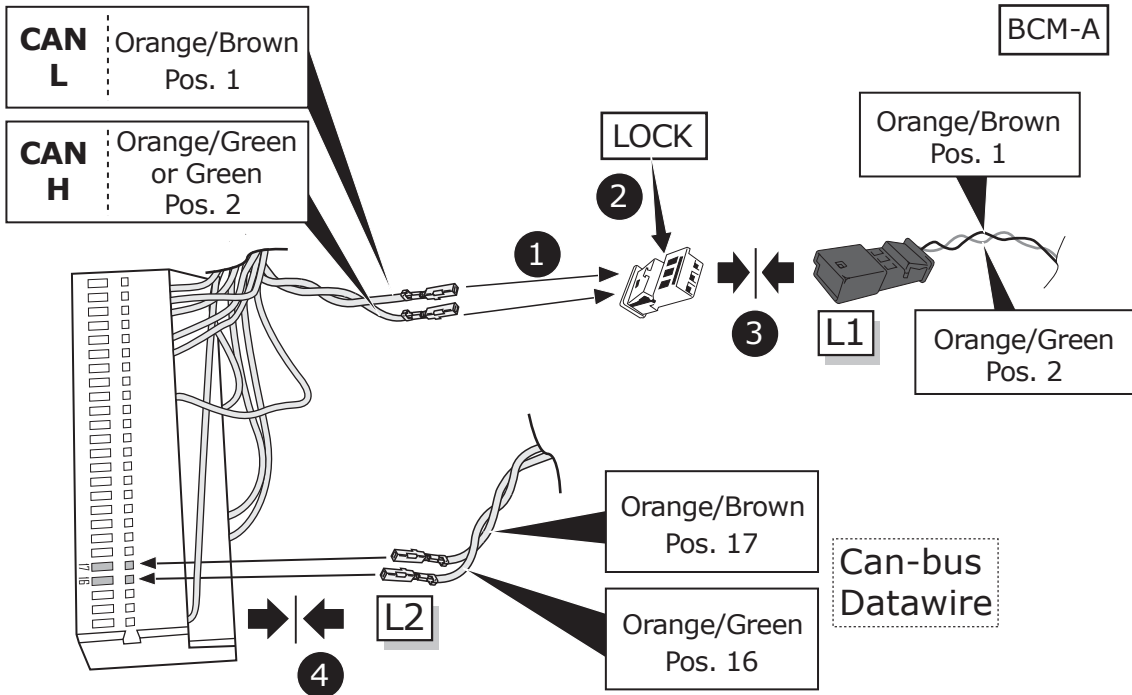 CAN L
Orange/Brown
Pos. 1
CAN H
Orange/Green
or Green
Pos. 2
BCM-A
LOCK
2
1
Orange/Brown
Pos. 1
3
L1
Orange/Green
Pos. 2
17
16
Orange/Brown
Pos. 17
Can-bus
Datawire
L2
Orange/Green
Pos. 16
4